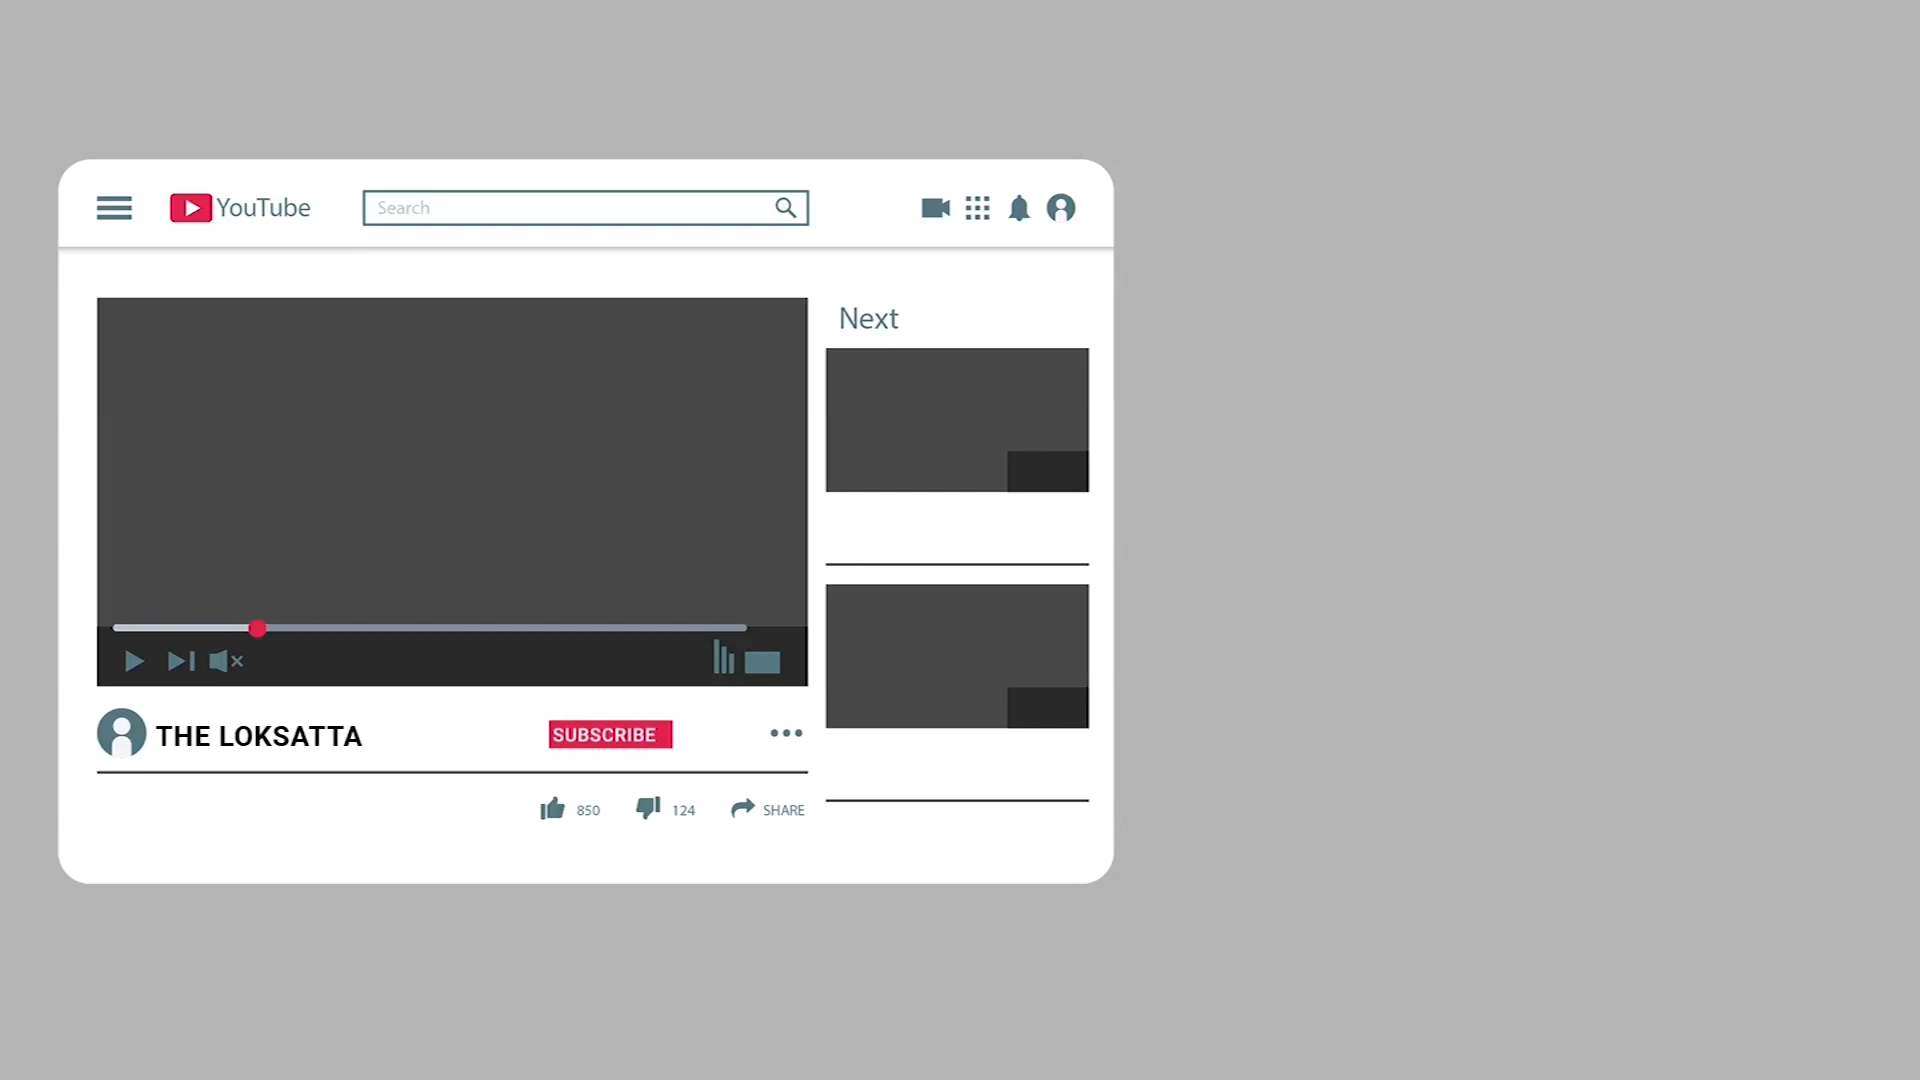 YouTube
Search
Next
THE LOKSATTA
SUBSCRIBE
850
124
SHARE